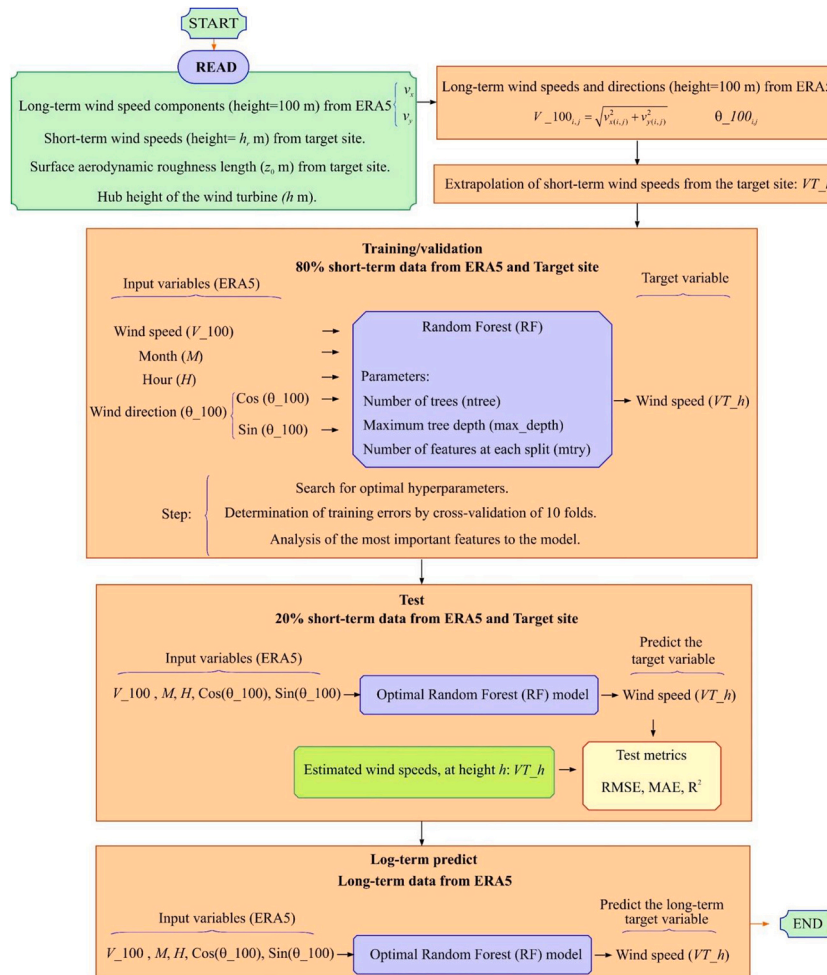 START
READ
Long-term wind speed components (height=100 m) from ERA5 { v_x
v_y
Short-term wind speeds (height= h_r m) from target site.
Surface aerodynamic roughness length (z_0 m) from target site.
Hub height of the wind turbine (h m).
Long-term wind speeds and directions (height=100 m) from ERA5
V_100_{i,j} = √(v²_{x(i,j)} + v²_{y(i,j)}) θ_100_{i,j}
Extrapolation of short-term wind speeds from the target site: VT_h
Training/validation
80% short-term data from ERA5 and Target site
Input variables (ERA5)
Target variable
Wind speed (V_100)
Month (M)
Hour (H)
Wind direction (θ_100) { Cos (θ_100)
Sin (θ_100)
Random Forest (RF)
Parameters:
Number of trees (ntree)
Maximum tree depth (max_depth)
Number of features at each split (mtry)
Wind speed (VT_h)
Step:
Search for optimal hyperparameters.
Determination of training errors by cross-validation of 10 folds.
Analysis of the most important features to the model.
Test
20% short-term data from ERA5 and Target site
Input variables (ERA5)
Predict the
target variable
V_100 , M, H, Cos(θ_100), Sin(θ_100)
Optimal Random Forest (RF) model
Wind speed (VT_h)
Estimated wind speeds, at height h: VT_h
Test metrics
RMSE, MAE, R²
Log-term predict
Long-term data from ERA5
Input variables (ERA5)
Predict the long-term
target variable
V_100 , M, H, Cos(θ_100), Sin(θ_100)
Optimal Random Forest (RF) model
Wind speed (VT_h)
END